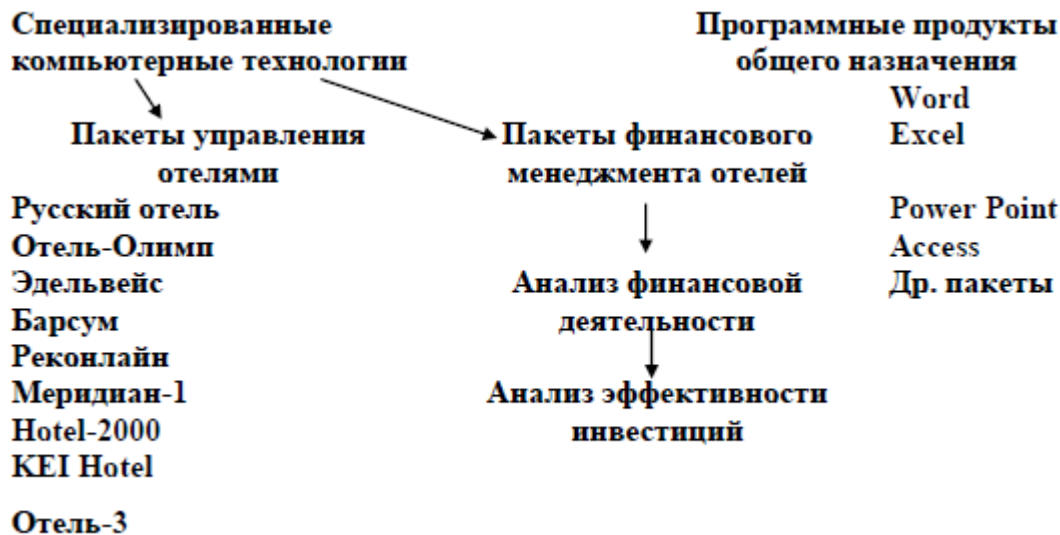 Специализированные
компьютерные технологии
Программные продукты
общего назначения
Word
Excel
Power Point
Access
Др. пакеты
Пакеты управления
отелями
Русский отель
Отель-Олимп
Эдельвейс
Барсум
Реконлайн
Меридиан-1
Hotel-2000
KEI Hotel
Отель-3
Пакеты финансового
менеджмента отелей
Анализ финансовой
деятельности
Анализ эффективности
инвестиций